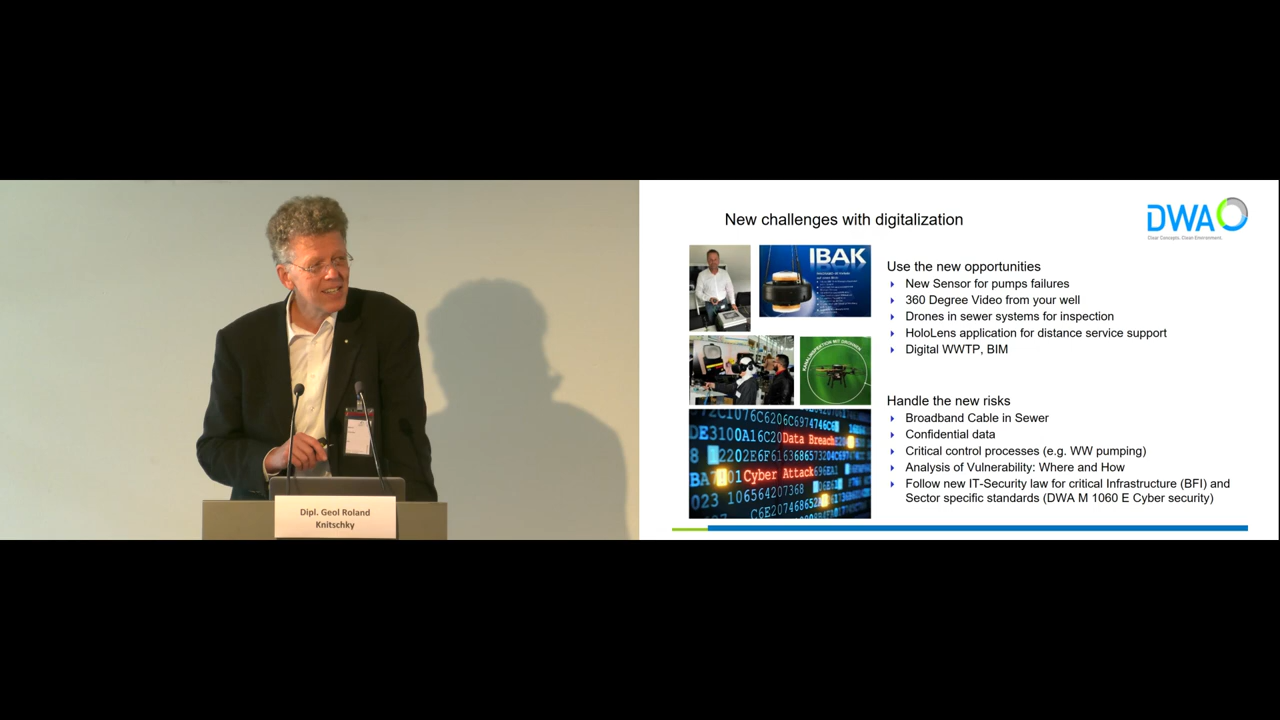 Dipl. Geol Roland
Knitschky
New challenges with digitalization
DWA
Clear Concepts. Clean Environment.
IBAK
KANALINSPEKTION MIT DROHNEN
Data Breach
Cyber Attack
Use the new opportunities
New Sensor for pumps failures
360 Degree Video from your well
Drones in sewer systems for inspection
HoloLens application for distance service support
Digital WWTP, BIM
Handle the new risks
Broadband Cable in Sewer
Confidential data
Critical control processes (e.g. WW pumping)
Analysis of Vulnerability: Where and How
Follow new IT-Security law for critical Infrastructure (BFI) and
Sector specific standards (DWA M 1060 E Cyber security)